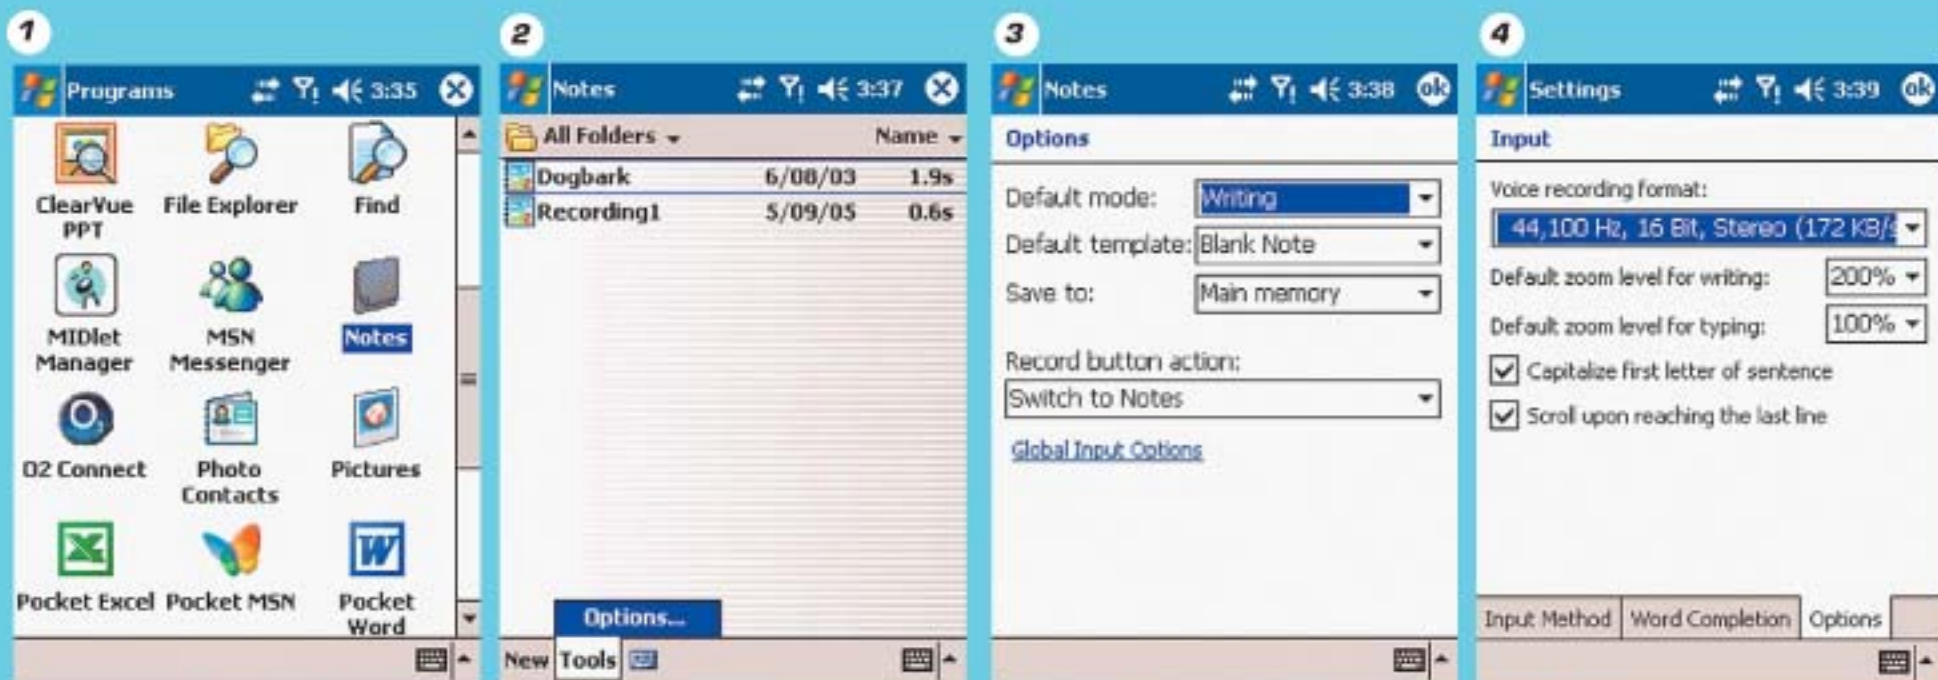 1
Programs 3:35
ClearVue PPT
File Explorer
Find
MIDlet Manager
MSN Messenger
Notes
O2 Connect
Photo Contacts
Pictures
Pocket Excel
Pocket MSN
Pocket Word
2
Notes 3:37
All Folders Name
Dogbark 6/08/03 1.9s
Recording1 5/09/05 0.6s
Options...
New Tools
3
Notes 3:38 ok
Options
Default mode: Writing
Default template: Blank Note
Save to: Main memory
Record button action:
Switch to Notes
Global Input Options
4
Settings 3:39 ok
Input
Voice recording format:
44,100 Hz, 16 Bit, Stereo (172 KB/s
Default zoom level for writing: 200%
Default zoom level for typing: 100%
Capitalize first letter of sentence
Scroll upon reaching the last line
Input Method Word Completion Options